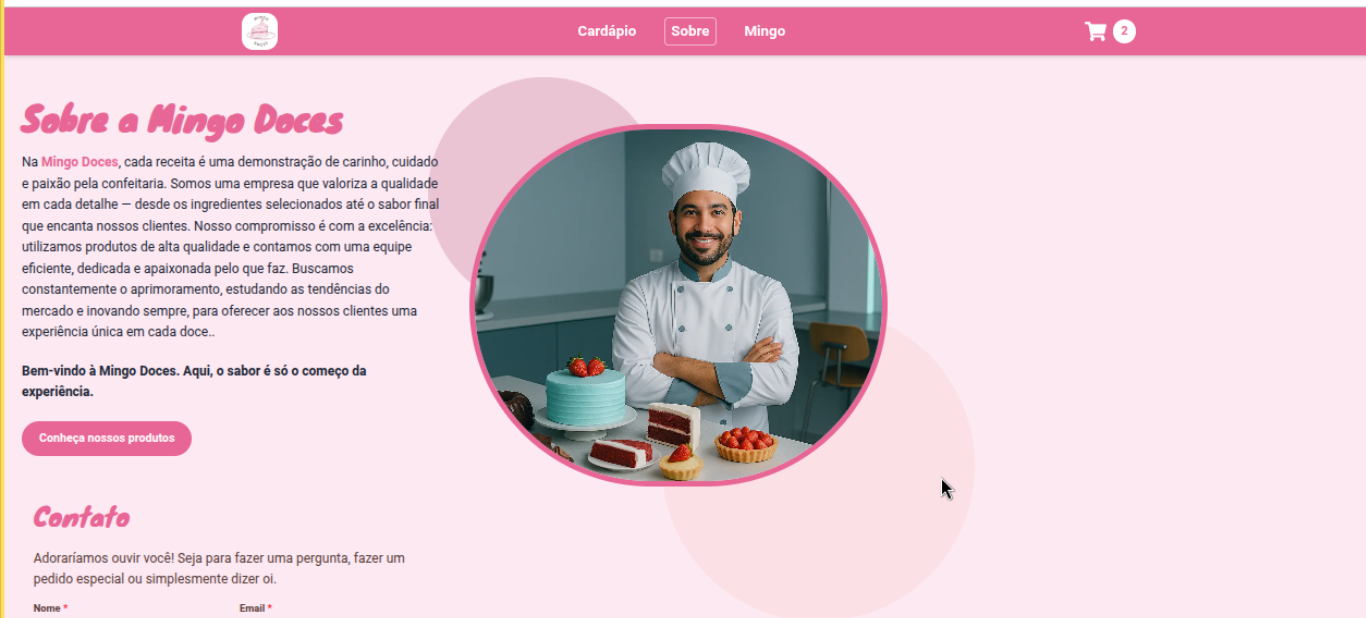 Cardápio
Sobre
Mingo
2
Sobre a Mingo Doces
Na Mingo Doces, cada receita é uma demonstração de carinho, cuidado
e paixão pela confeitaria. Somos uma empresa que valoriza a qualidade
em cada detalhe — desde os ingredientes selecionados até o sabor final
que encanta nossos clientes. Nosso compromisso é com a excelência:
utilizamos produtos de alta qualidade e contamos com uma equipe
eficiente, dedicada e apaixonada pelo que faz. Buscamos
constantemente o aprimoramento, estudando as tendências do
mercado e inovando sempre, para oferecer aos nossos clientes uma
experiência única em cada doce..
Bem-vindo à Mingo Doces. Aqui, o sabor é só o começo da
experiência.
Conheça nossos produtos
Contato
Adoraríamos ouvir você! Seja para fazer uma pergunta, fazer um
pedido especial ou simplesmente dizer oi.
Nome *
Email *